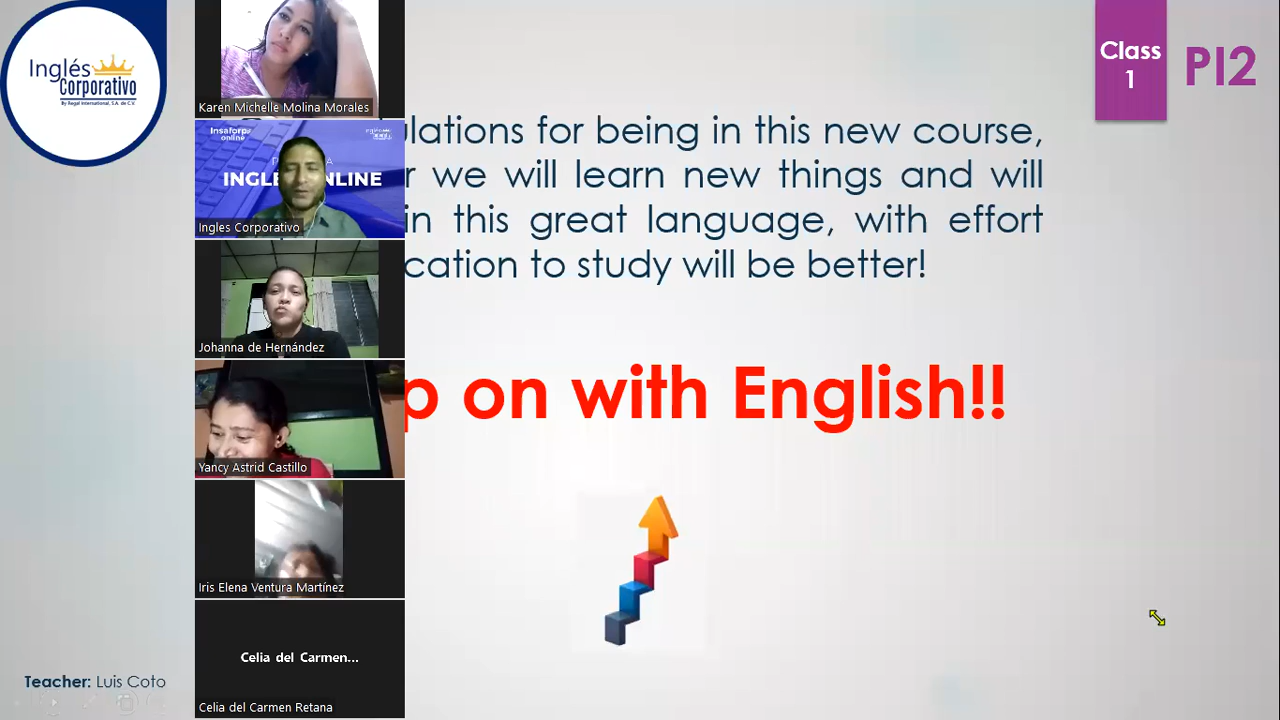 Inglés
Corporativo
By Regal International, S.A. de C.V.
Class
1
PI2
ulations for being in this new course,
r we will learn new things and will
in this great language, with effort
cation to study will be better!
p on with English!!
Teacher: Luis Coto
Karen Michelle Molina Morales
Insaforp
online
INGLE NLINE
Ingles Corporativo
Johanna de Hernández
Yancy Astrid Castillo
Iris Elena Ventura Martínez
Celia del Carmen...
Celia del Carmen Retana